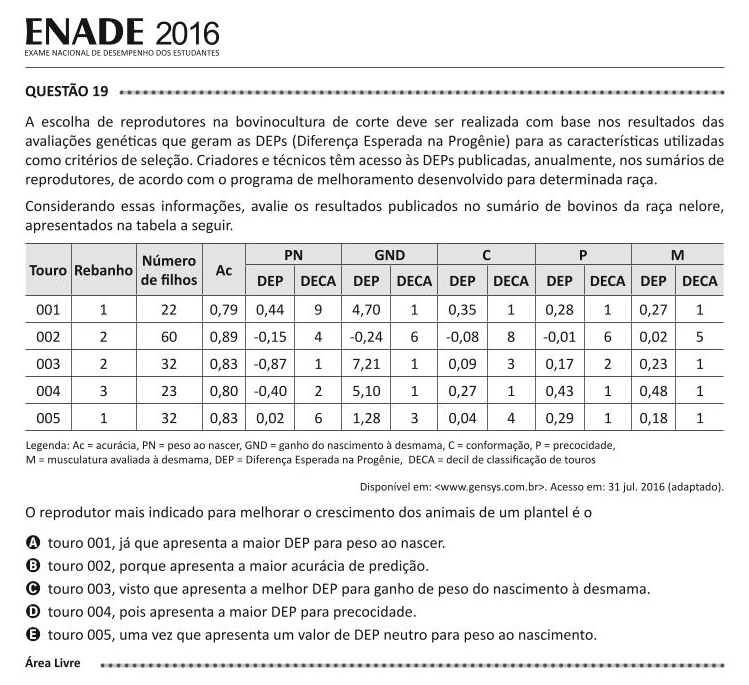 ENADE 2016
EXAME NACIONAL DE DESEMPENHO DOS ESTUDANTES
QUESTÃO 19
A escolha de reprodutores na bovinocultura de corte deve ser realizada com base nos resultados das
avaliações genéticas que geram as DEPs (Diferença Esperada na Progênie) para as características utilizadas
como critérios de seleção. Criadores e técnicos têm acesso às DEPs publicadas, anualmente, nos sumários de
reprodutores, de acordo com o programa de melhoramento desenvolvido para determinada raça.
Considerando essas informações, avalie os resultados publicados no sumário de bovinos da raça nelore,
apresentados na tabela a seguir.
Touro Rebanho Número de filhos Ac PN GND C P M
DEP DECA DEP DECA DEP DECA DEP DECA DEP DECA
001 1 22 0,79 0,44 9 4,70 1 0,35 1 0,28 1 0,27 1
002 2 60 0,89 -0,15 4 -0,24 6 -0,08 8 -0,01 6 0,02 5
003 2 32 0,83 -0,87 1 7,21 1 0,09 3 0,17 2 0,23 1
004 3 23 0,80 -0,40 2 5,10 1 0,27 1 0,43 1 0,48 1
005 1 32 0,83 0,02 6 1,28 3 0,04 4 0,29 1 0,18 1
Legenda: Ac = acurácia, PN = peso ao nascer, GND = ganho do nascimento à desmama, C = conformação, P = precocidade,
M = musculatura avaliada à desmama, DEP = Diferença Esperada na Progênie, DECA = decil de classificação de touros
Disponível em: <www.gensys.com.br>. Acesso em: 31 jul. 2016 (adaptado).
O reprodutor mais indicado para melhorar o crescimento dos animais de um plantel é o
A touro 001, já que apresenta a maior DEP para peso ao nascer.
B touro 002, porque apresenta a maior acurácia de predição.
C touro 003, visto que apresenta a melhor DEP para ganho de peso do nascimento à desmama.
D touro 004, pois apresenta a maior DEP para precocidade.
E touro 005, uma vez que apresenta um valor de DEP neutro para peso ao nascimento.
Área Livre